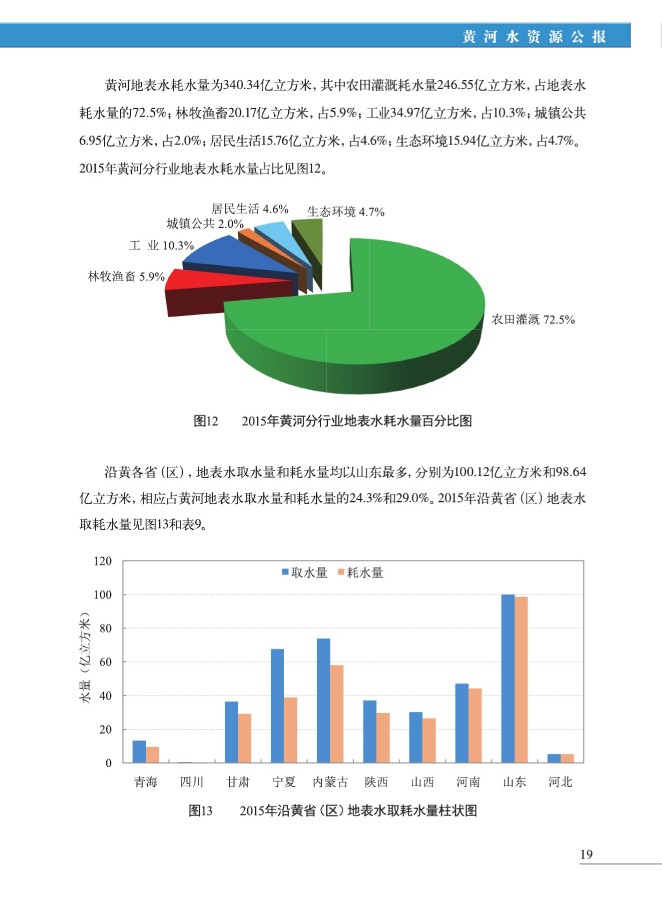 黄河水资源公报
黄河地表水耗水量为340.34亿立方米，其中农田灌溉耗水量246.55亿立方米，占地表水
耗水量的72.5%；林牧渔畜20.17亿立方米，占5.9%；工业34.97亿立方米，占10.3%；城镇公共
6.95亿立方米，占2.0%；居民生活15.76亿立方米，占4.6%；生态环境15.94亿立方米，占4.7%。
2015年黄河分行业地表水耗水量占比见图12。
居民生活 4.6%
生态环境 4.7%
城镇公共 2.0%
工 业 10.3%
林牧渔畜 5.9%
农田灌溉 72.5%
图12 2015年黄河分行业地表水耗水量百分比图
沿黄各省（区），地表水取水量和耗水量均以山东最多，分别为100.12亿立方米和98.64
亿立方米，相应占黄河地表水取水量和耗水量的24.3%和29.0%。2015年沿黄省（区）地表水
取耗水量见图13和表9。
取水量 耗水量
水量（亿立方米）
120
100
80
60
40
20
0
青海 四川 甘肃 宁夏 内蒙古 陕西 山西 河南 山东 河北
图13 2015年沿黄省（区）地表水取耗水量柱状图
19